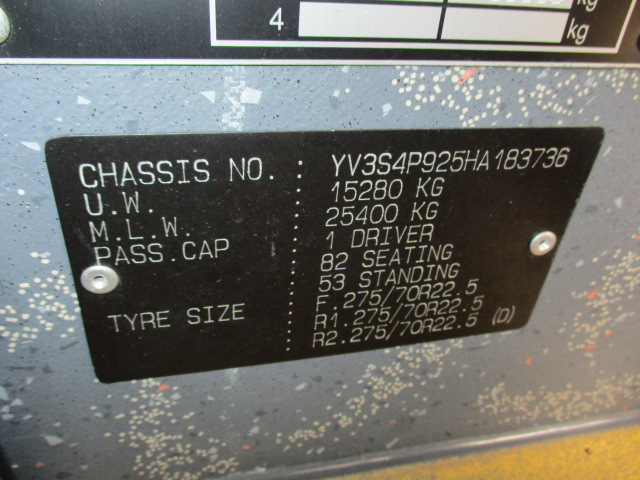 kg
4 kg
CHASSIS NO. : YV3S4P925HA183736
U.W. : 15280 KG
M.L.W. : 25400 KG
PASS.CAP : 1 DRIVER
: 82 SEATING
: 53 STANDING
TYRE SIZE : F.275/70R22.5
: R1.275/70R22.5
: R2.275/70R22.5 (D)